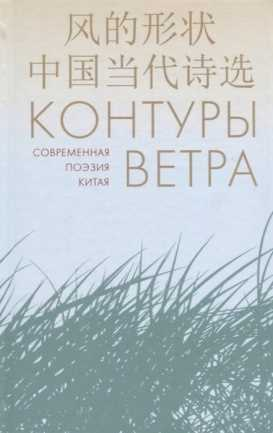 风的形状
中国当代诗选
КОНТУРЫ
СОВРЕМЕННАЯ
ПОЭЗИЯ
КИТАЯ
ВЕТРА